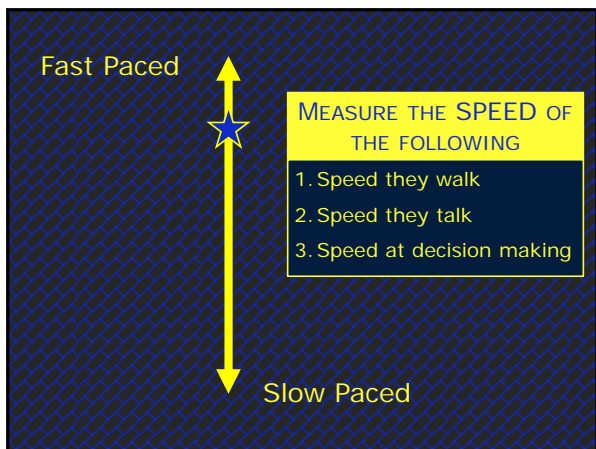 Fast Paced
MEASURE THE SPEED OF
THE FOLLOWING
1. Speed they walk
2. Speed they talk
3. Speed at decision making
Slow Paced